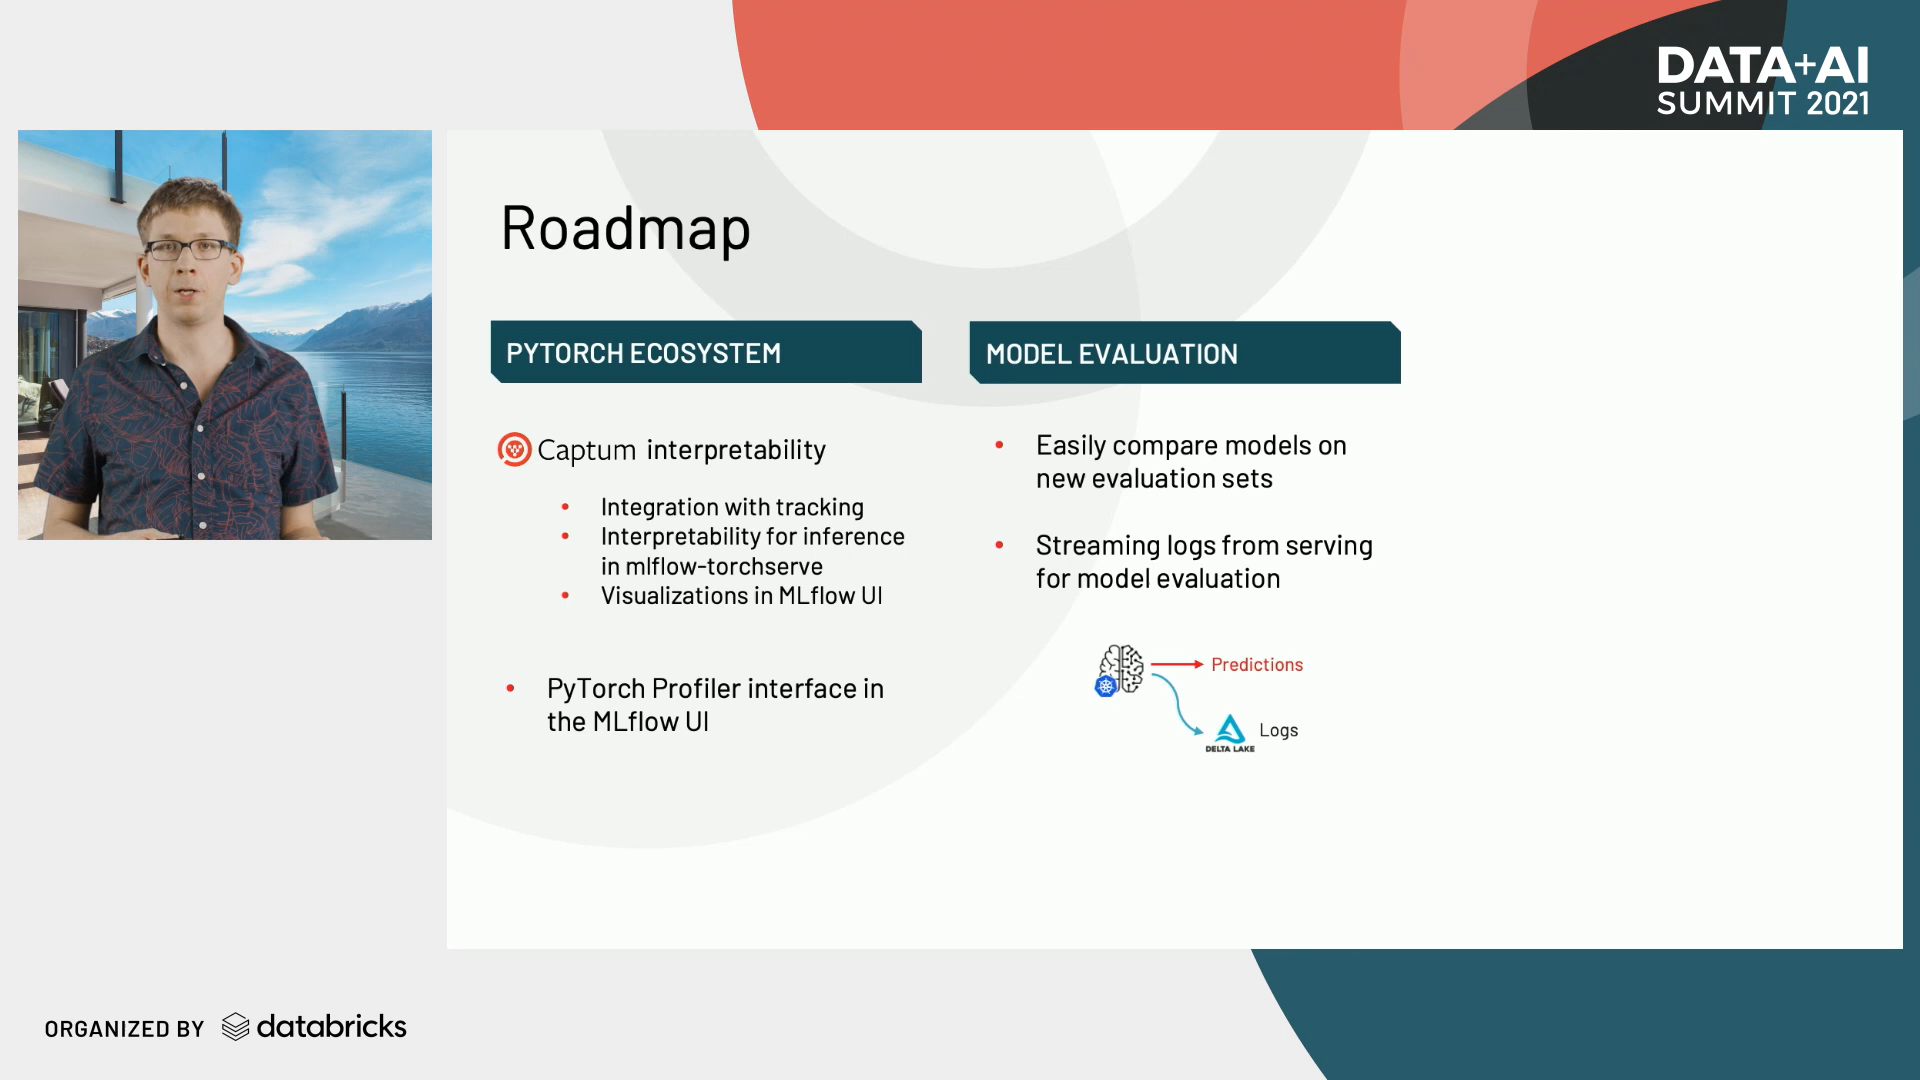 DATA+AI
SUMMIT 2021
Roadmap
PYTORCH ECOSYSTEM
Captum interpretability
• Integration with tracking
• Interpretability for inference
in mlflow-torchserve
• Visualizations in MLflow UI
• PyTorch Profiler interface in
the MLflow UI
MODEL EVALUATION
• Easily compare models on
new evaluation sets
• Streaming logs from serving
for model evaluation
Predictions
DELTA LAKE
Logs
ORGANIZED BY databricks